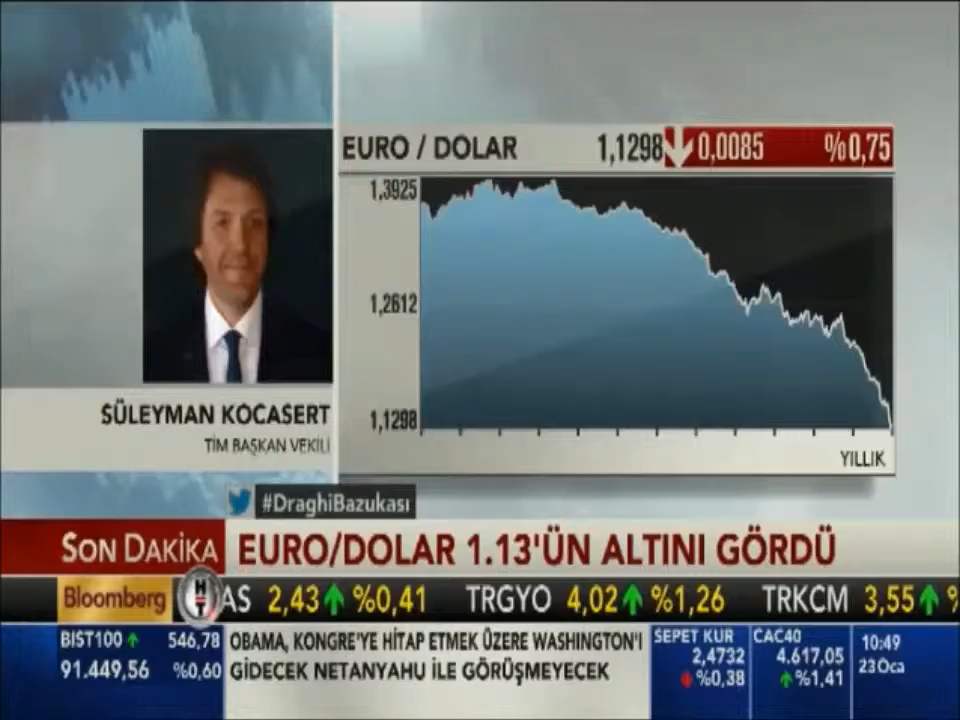 EURO / DOLAR 1,1298 0,0085 %0,75
1,3925
1,2612
1,1298
YILLIK
SÜLEYMAN KOCASERT
TİM BAŞKAN VEKİLİ
#DraghiBazukası
SON DAKİKA EURO/DOLAR 1.13'ÜN ALTINI GÖRDÜ
Bloomberg HT AS 2,43 %0,41 TRGYO 4,02 %1,26 TRKCM 3,55 %
BIST100 546,78
91.449,56 %0,60
OBAMA, KONGRE'YE HİTAP ETMEK ÜZERE WASHINGTON'I
GİDECEK NETANYAHU İLE GÖRÜŞMEYECEK
SEPET KUR
2,4732
%0,38
CAC40
4.617,05
%1,41
10:49
23 Oca